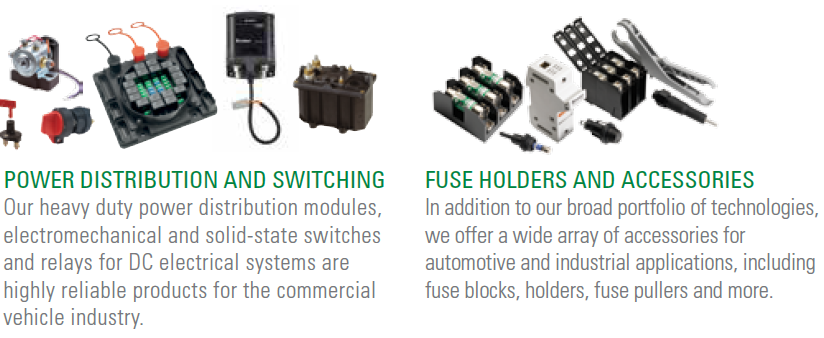 POWER DISTRIBUTION AND SWITCHING
Our heavy duty power distribution modules,
electromechanical and solid-state switches
and relays for DC electrical systems are
highly reliable products for the commercial
vehicle industry.
FUSE HOLDERS AND ACCESSORIES
In addition to our broad portfolio of technologies,
we offer a wide array of accessories for
automotive and industrial applications, including
fuse blocks, holders, fuse pullers and more.